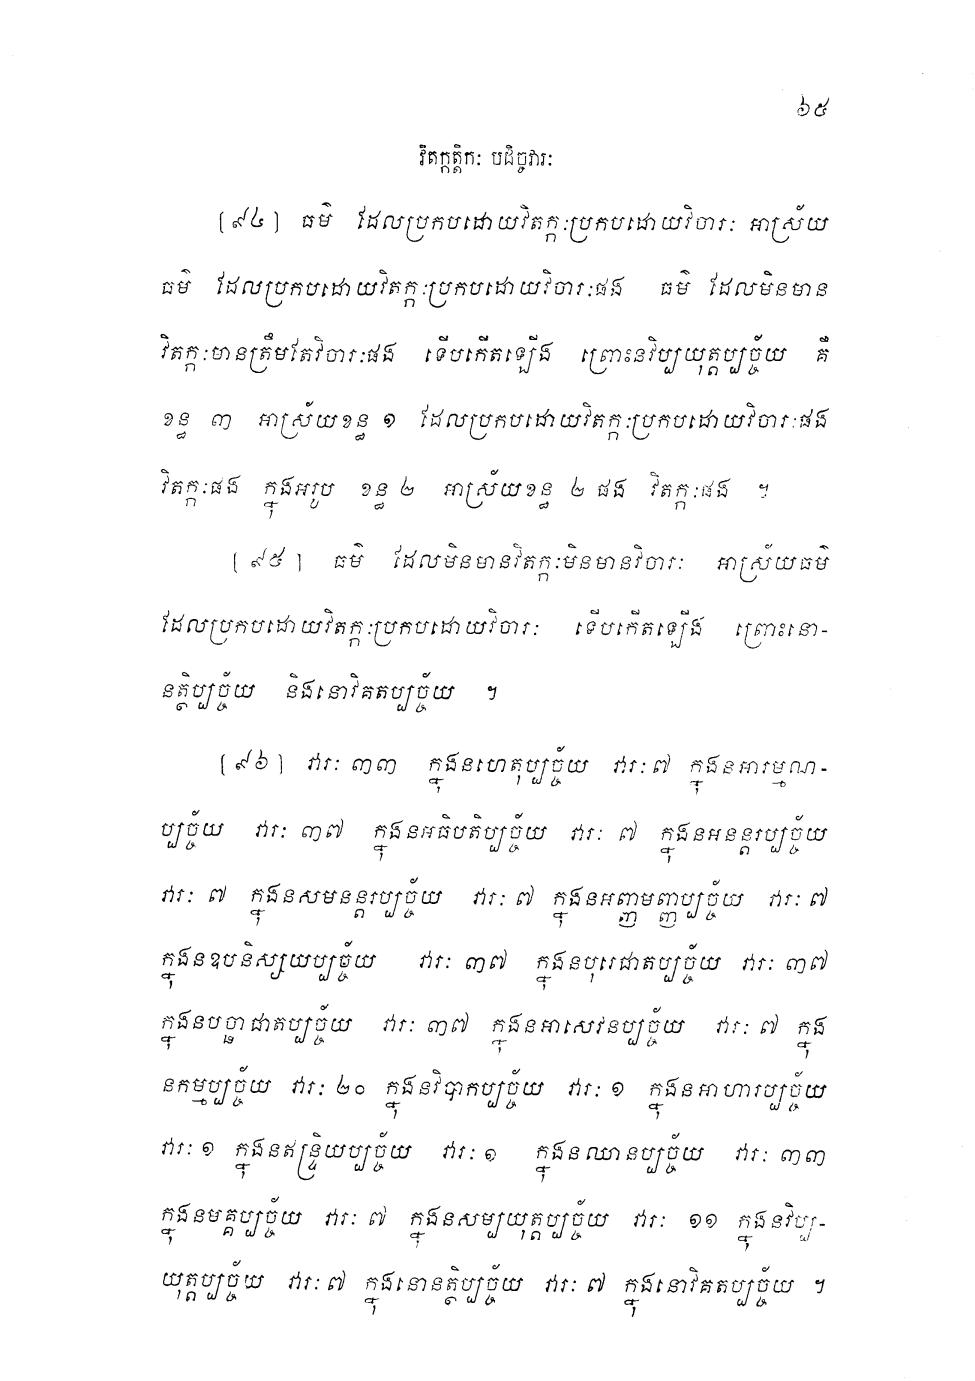 ៦៥
វិតក្កត្តិកៈ បដិច្ចវារៈ
[៩៤] ធម៌ ដែលប្រកបដោយវិតក្កៈប្រកបដោយវិចារៈ អាស្រ័យ
ធម៌ ដែលប្រកបដោយវិតក្កៈប្រកបដោយវិចារៈផង ធម៌ ដែលមិនមាន
វិតក្កៈមានត្រឹមតែវិចារៈផង ទើបកើតឡើង ព្រោះនវិប្បយុត្តប្បច្ច័យ គឺ
ខន្ធ ៣ អាស្រ័យខន្ធ ១ ដែលប្រកបដោយវិតក្កៈប្រកបដោយវិចារៈផង
វិតក្កៈផង ក្នុងអរូប ខន្ធ ២ អាស្រ័យខន្ធ ២ ផង វិតក្កៈផង ។
[៩៥] ធម៌ ដែលមិនមានវិតក្កៈមិនមានវិចារៈ អាស្រ័យធម៌
ដែលប្រកបដោយវិតក្កៈប្រកបដោយវិចារៈ ទើបកើតឡើង ព្រោះនោ-
នត្ថិប្បច្ច័យ និងនោវិគតប្បច្ច័យ ។
[៩៦] វារៈ ៣៣ ក្នុងនហេតុប្បច្ច័យ វារៈ ៧ ក្នុងនអារម្មណ-
ប្បច្ច័យ វារៈ ៣៧ ក្នុងនអធិបតិប្បច្ច័យ វារៈ ៧ ក្នុងនអនន្តរប្បច្ច័យ
វារៈ ៧ ក្នុងនសមនន្តរប្បច្ច័យ វារៈ ៧ ក្នុងនអញ្ញមញ្ញប្បច្ច័យ វារៈ ៧
ក្នុងនឧបនិស្សយប្បច្ច័យ វារៈ ៣៧ ក្នុងនបុរេជាតប្បច្ច័យ វារៈ ៣៧
ក្នុងនបច្ឆាជាតប្បច្ច័យ វារៈ ៣៧ ក្នុងនអាសេវនប្បច្ច័យ វារៈ ៧ ក្នុង
នកម្មប្បច្ច័យ វារៈ ២០ ក្នុងនវិបាកប្បច្ច័យ វារៈ ១ ក្នុងនអាហារប្បច្ច័យ
វារៈ ១ ក្នុងនឥន្ទ្រិយប្បច្ច័យ វារៈ ១ ក្នុងនឈានប្បច្ច័យ វារៈ ៣៣
ក្នុងនមគ្គប្បច្ច័យ វារៈ ៧ ក្នុងនសម្បយុត្តប្បច្ច័យ វារៈ ១១ ក្នុងនវិប្ប-
យុត្តប្បច្ច័យ វារៈ ៧ ក្នុងនោនត្ថិប្បច្ច័យ វារៈ ៧ ក្នុងនោវិគតប្បច្ច័យ ។